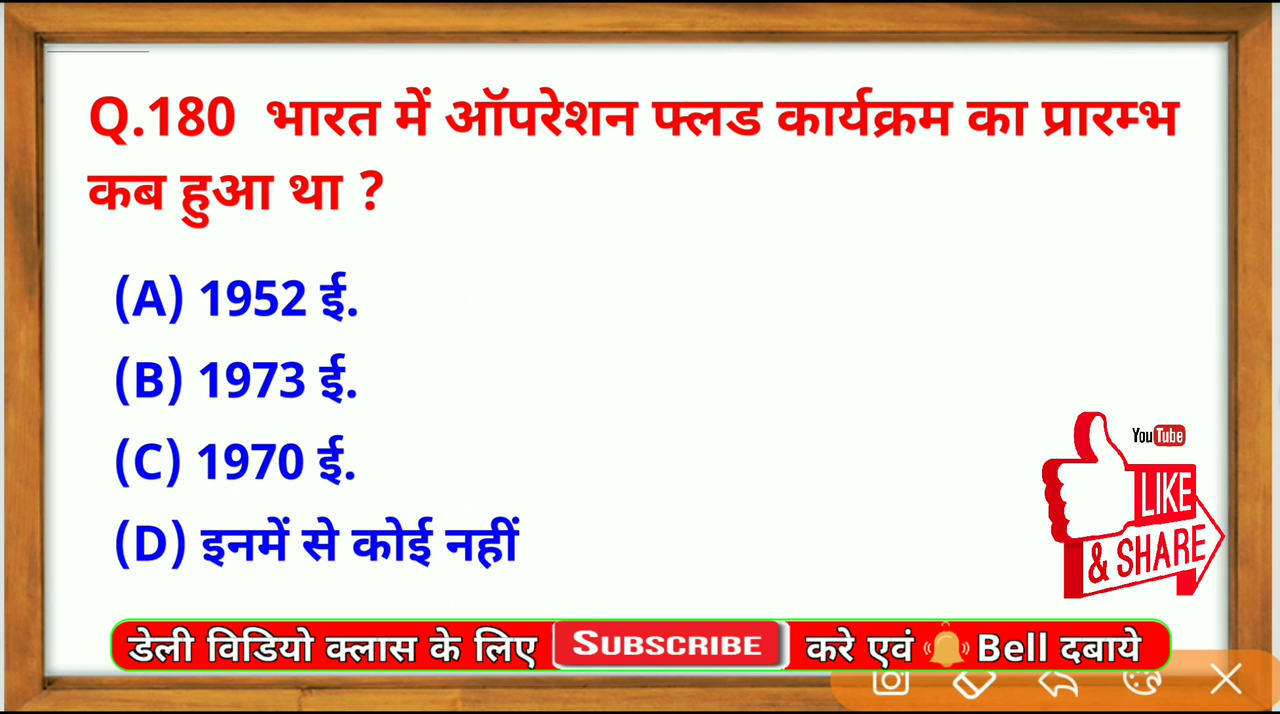 Q.180 भारत में ऑपरेशन फ्लड कार्यक्रम का प्रारम्भ
कब हुआ था ?
(A) 1952 ई.
(B) 1973 ई.
(C) 1970 ई.
(D) इनमें से कोई नहीं
YouTube
LIKE
& SHARE
डेली विडियो क्लास के लिए SUBSCRIBE करे एवं Bell दबाये